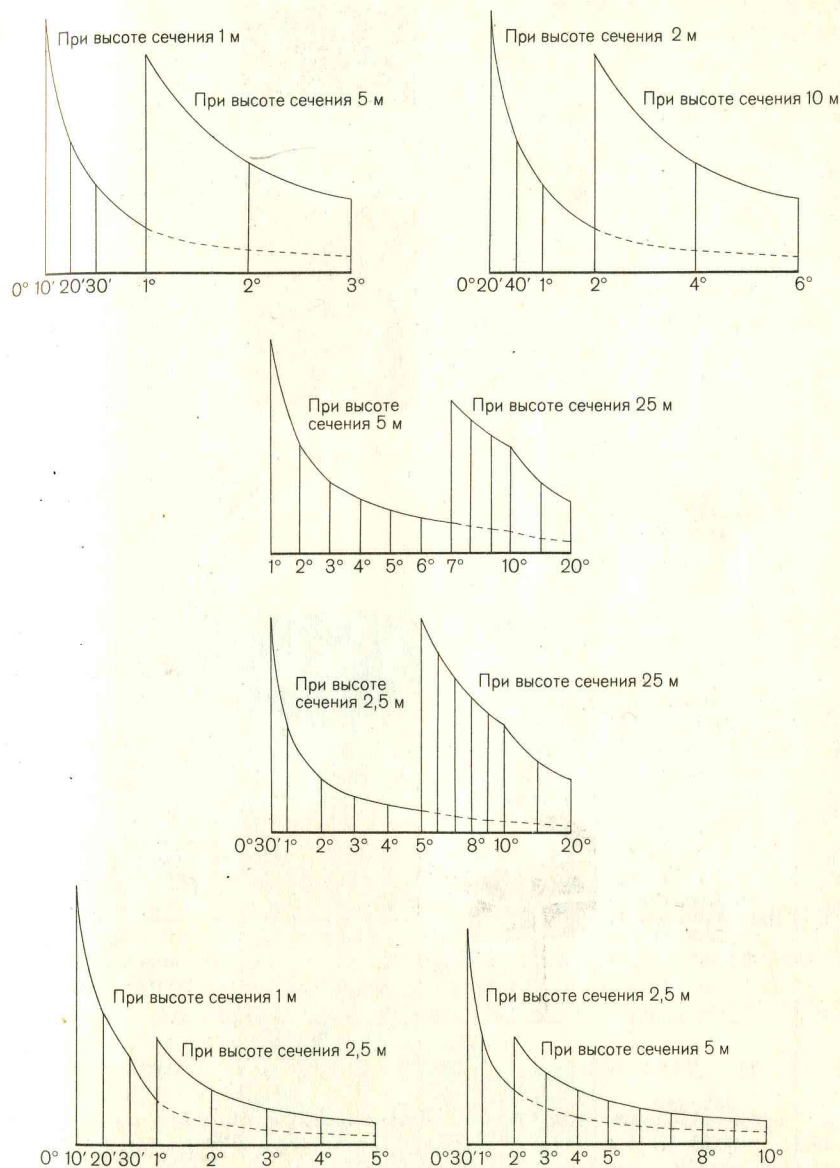 При высоте сечения 1 м
При высоте сечения 5 м
0° 10′ 20′ 30′ 1° 2° 3°
При высоте сечения 2 м
При высоте сечения 10 м
0° 20′ 40′ 1° 2° 4° 6°
При высоте
сечения 5 м
При высоте сечения 25 м
1° 2° 3° 4° 5° 6° 7° 10° 20°
При высоте
сечения 2,5 м
При высоте сечения 25 м
0°30′ 1° 2° 3° 4° 5° 8° 10° 20°
При высоте сечения 1 м
При высоте сечения 2,5 м
0° 10′ 20′ 30′ 1° 2° 3° 4° 5°
При высоте сечения 2,5 м
При высоте сечения 5 м
0°30′ 1° 2° 3° 4° 5° 8° 10°